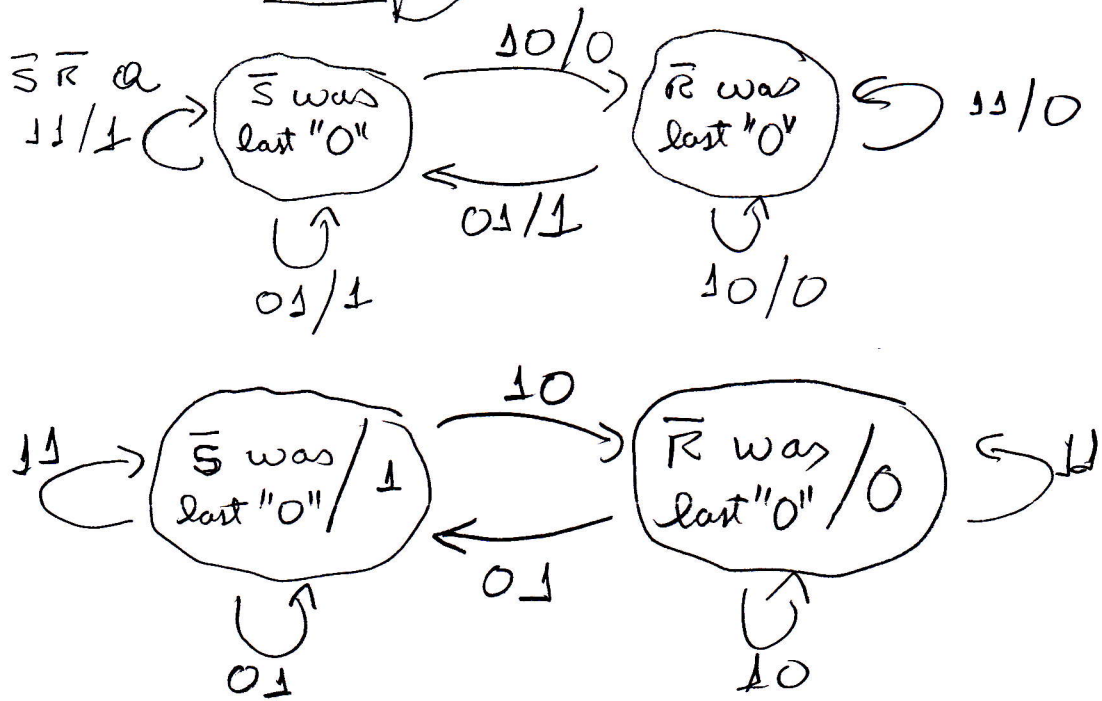 10/0
S̅ R̅ Q
11/1
S̅ was
last "0"
R̅ was
last "0"
11/0
01/1
01/1
10/0
10
11
S̅ was
last "0" / 1
R̅ was
last "0" / 0
11
01
01
10